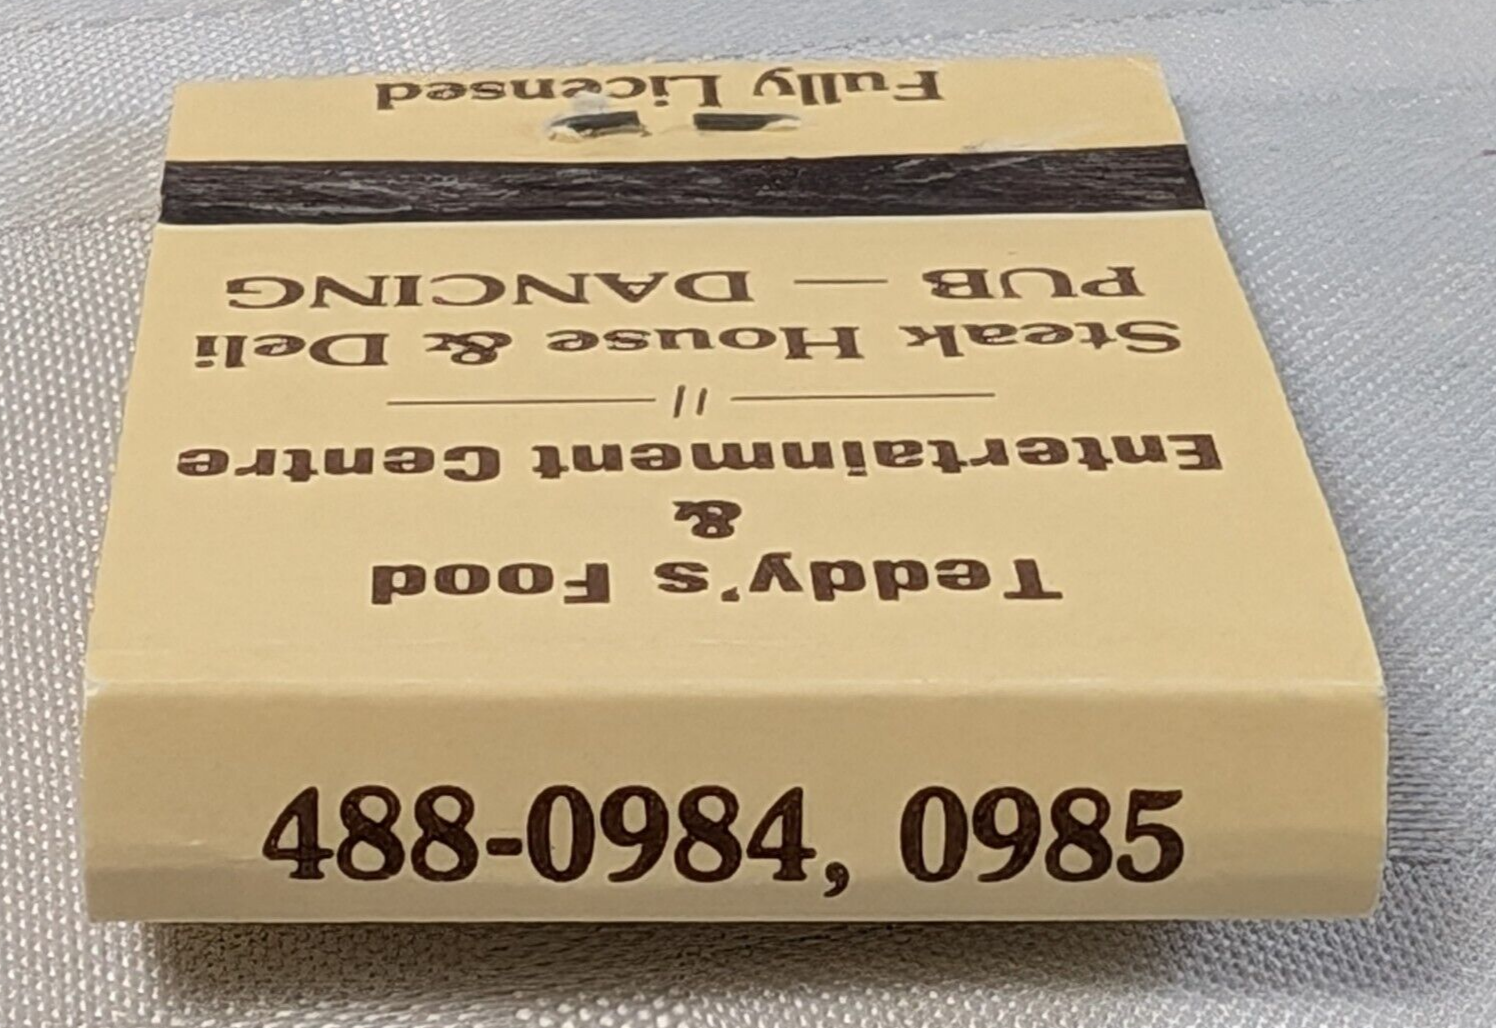 488-0984, 0985
Teddy's Food
&
Entertainment Centre
Steak House & Deli
PUB — DANCING
Fully Licensed